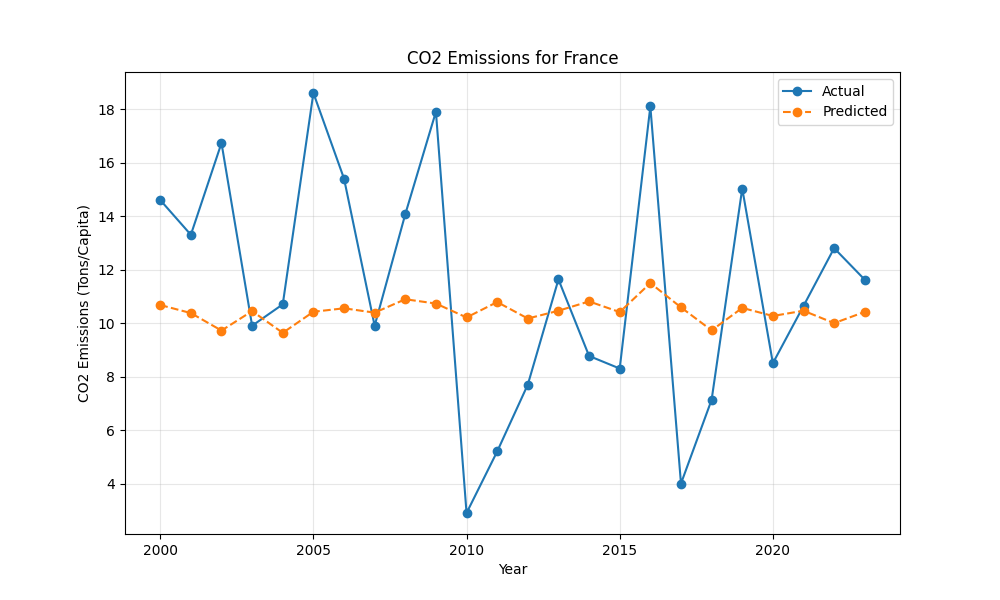 CO2 Emissions for France
Actual
Predicted
CO2 Emissions (Tons/Capita)
18
16
14
12
10
8
6
4
2000
2005
2010
2015
2020
Year